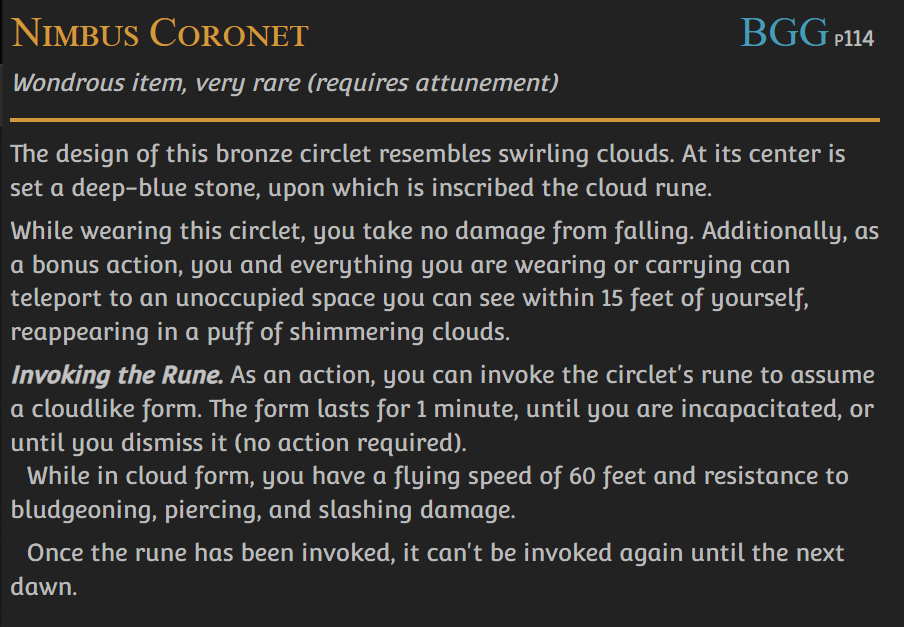 Nimbus Coronet BGG P114
Wondrous item, very rare (requires attunement)
The design of this bronze circlet resembles swirling clouds. At its center is
set a deep-blue stone, upon which is inscribed the cloud rune.
While wearing this circlet, you take no damage from falling. Additionally, as
a bonus action, you and everything you are wearing or carrying can
teleport to an unoccupied space you can see within 15 feet of yourself,
reappearing in a puff of shimmering clouds.
Invoking the Rune. As an action, you can invoke the circlet's rune to assume
a cloudlike form. The form lasts for 1 minute, until you are incapacitated, or
until you dismiss it (no action required).
While in cloud form, you have a flying speed of 60 feet and resistance to
bludgeoning, piercing, and slashing damage.
Once the rune has been invoked, it can't be invoked again until the next
dawn.